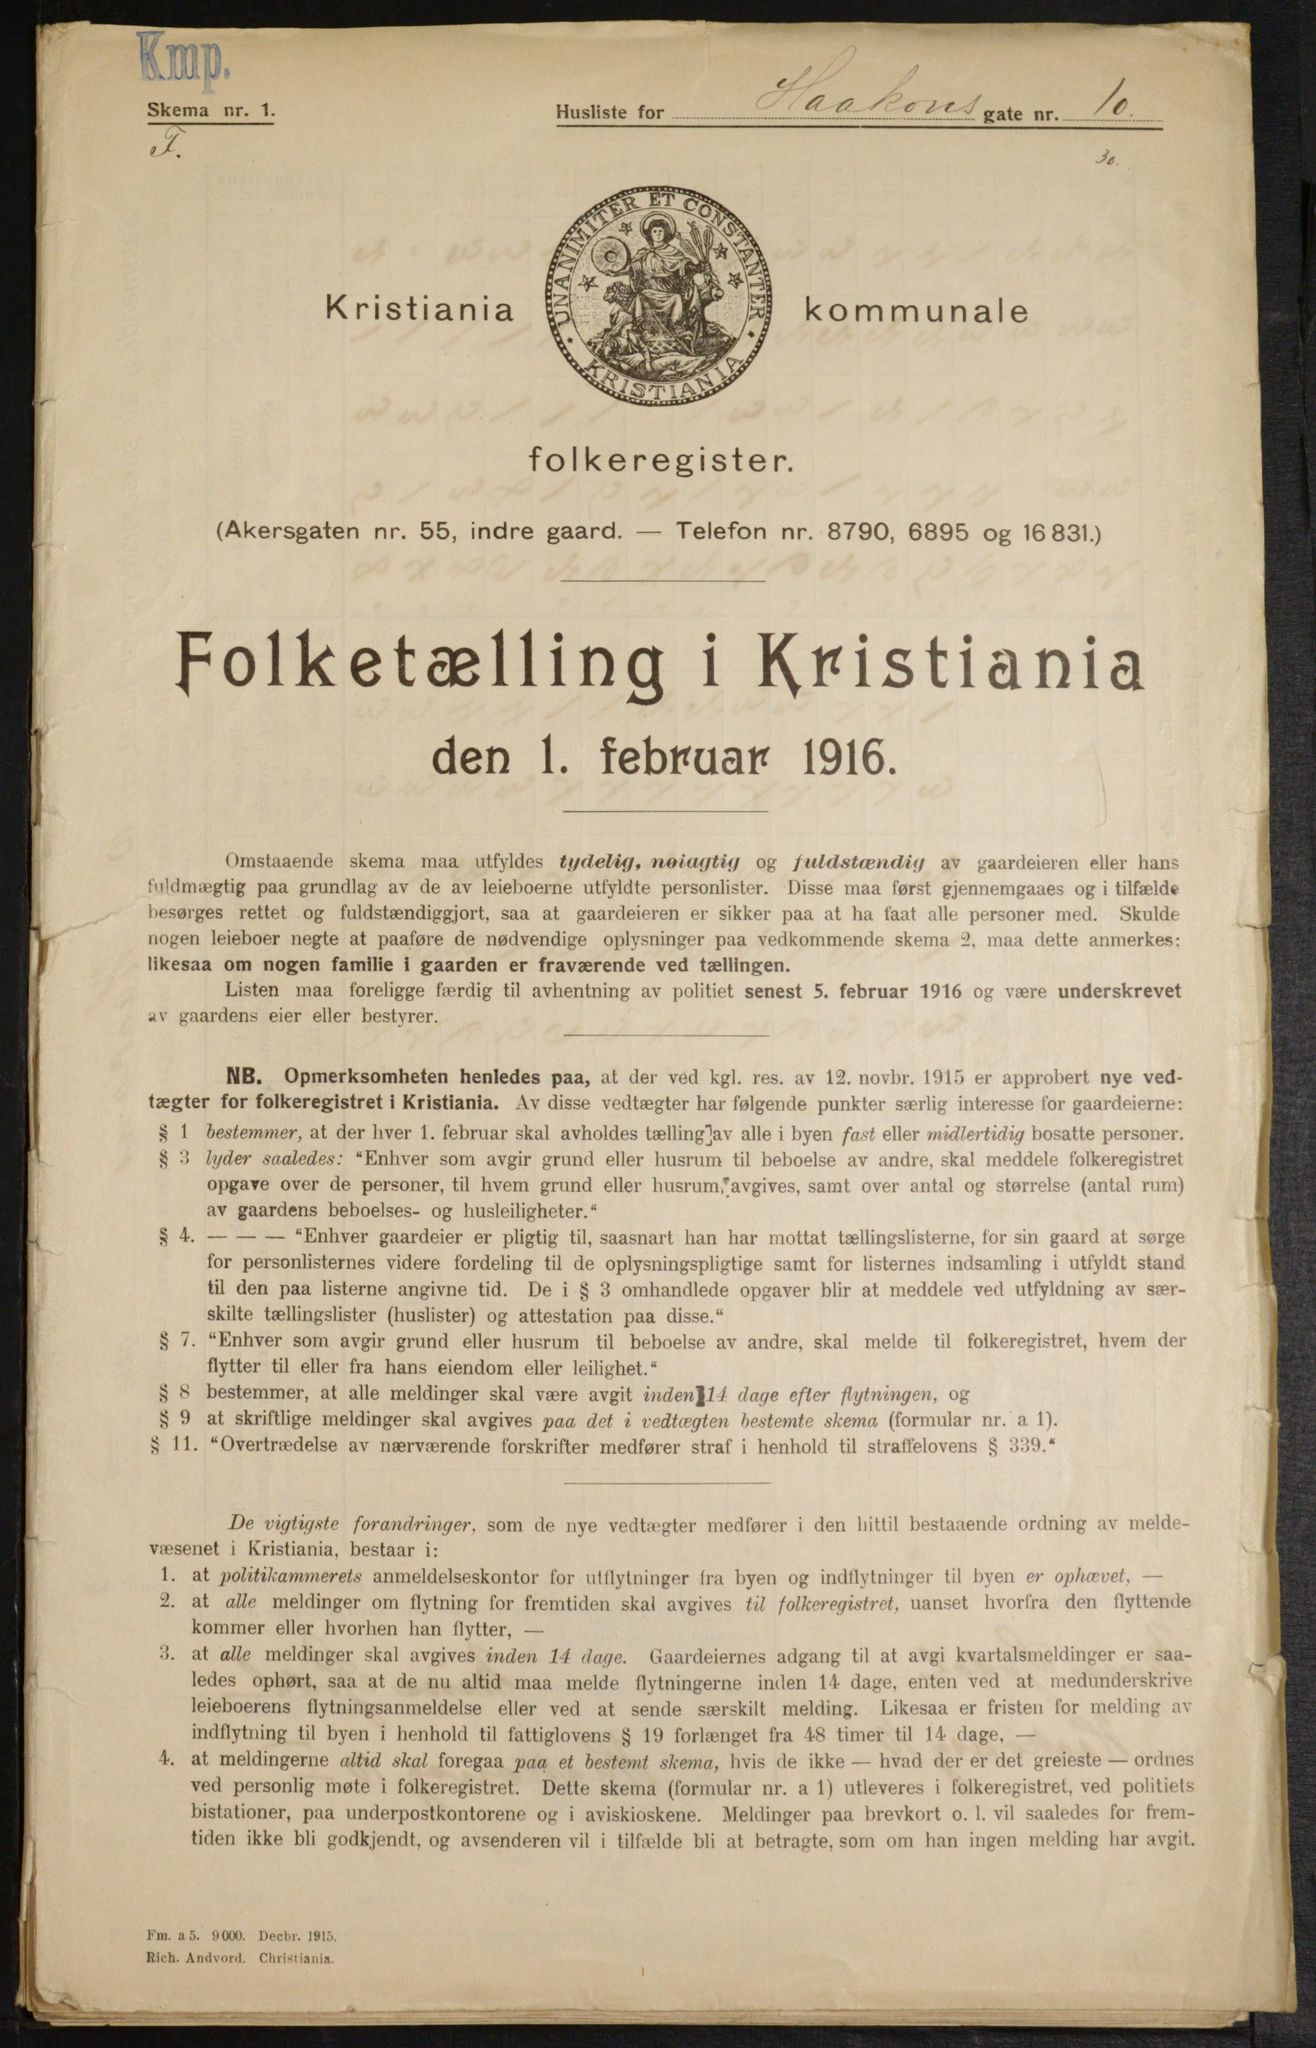 Kmp.
Skema nr. 1.
Husliste for Haakons gate nr. 10.
F.
30.
UNANIMITER ET CONSTANTER
KRISTIANIA
Kristiania kommunale
folkeregister.
(Akersgaten nr. 55, indre gaard. — Telefon nr. 8790, 6895 og 16 831.)
Folketælling i Kristiania
den 1. februar 1916.
Omstaaende skema maa utfyldes tydelig, nøiagtig og fuldstændig av gaardeieren eller hans
fuldmægtig paa grundlag av de av leieboerne utfyldte personlister. Disse maa først gjennemgaaes og i tilfælde
besørges rettet og fuldstændiggjort, saa at gaardeieren er sikker paa at ha faat alle personer med. Skulde
nogen leieboer negte at paaføre de nødvendige oplysninger paa vedkommende skema 2, maa dette anmerkes:
likesaa om nogen familie i gaarden er fraværende ved tællingen.
Listen maa foreligge færdig til avhentning av politiet senest 5. februar 1916 og være underskrevet
av gaardens eier eller bestyrer.
NB. Opmerksomheten henledes paa, at der ved kgl. res. av 12. novbr. 1915 er approbert nye ved-
tægter for folkeregistret i Kristiania. Av disse vedtægter har følgende punkter særlig interesse for gaardeierne:
§ 1 bestemmer, at der hver 1. februar skal avholdes tælling av alle i byen fast eller midlertidig bosatte personer.
§ 3 lyder saaledes: “Enhver som avgir grund eller husrum til beboelse av andre, skal meddele folkeregistret
opgave over de personer, til hvem grund eller husrum, avgives, samt over antal og størrelse (antal rum)
av gaardens beboelses- og husleiligheter.“
§ 4. — — — “Enhver gaardeier er pligtig til, saasnart han har mottat tællingslisterne, for sin gaard at sørge
for personlisternes videre fordeling til de oplysningspligtige samt for listernes indsamling i utfyldt stand
til den paa listerne angivne tid. De i § 3 omhandlede opgaver blir at meddele ved utfyldning av sær-
skilte tællingslister (huslister) og attestation paa disse.“
§ 7. “Enhver som avgir grund eller husrum til beboelse av andre, skal melde til folkeregistret, hvem der
flytter til eller fra hans eiendom eller leilighet.“
§ 8 bestemmer, at alle meldinger skal være avgit inden 14 dage efter flytningen, og
§ 9 at skriftlige meldinger skal avgives paa det i vedtægten bestemte skema (formular nr. a 1).
§ 11. “Overtrædelse av nærværende forskrifter medfører straf i henhold til straffelovens § 339.“
De vigtigste forandringer, som de nye vedtægter medfører i den hittil bestaaende ordning av melde-
væsenet i Kristiania, bestaar i:
1. at politikammerets anmeldelseskontor for utflytninger fra byen og indflytninger til byen er ophævet, —
2. at alle meldinger om flytning for fremtiden skal avgives til folkeregistret, uanset hvorfra den flyttende
kommer eller hvorhen han flytter, —
3. at alle meldinger skal avgives inden 14 dage. Gaardeiernes adgang til at avgi kvartalsmeldinger er saa-
ledes ophørt, saa at de nu altid maa melde flytningerne inden 14 dage, enten ved at medunderskrive
leieboerens flytningsanmeldelse eller ved at sende særskilt melding. Likesaa er fristen for melding av
indflytning til byen i henhold til fattiglovens § 19 forlænget fra 48 timer til 14 dage, —
4. at meldingerne altid skal foregaa paa et bestemt skema, hvis de ikke — hvad der er det greieste — ordnes
ved personlig møte i folkeregistret. Dette skema (formular nr. a 1) utleveres i folkeregistret, ved politiets
bistationer, paa underpostkontorene og i aviskioskene. Meldinger paa brevkort o. l. vil saaledes for frem-
tiden ikke bli godkjendt, og avsenderen vil i tilfælde bli at betragte, som om han ingen melding har avgit.
Fm. a 5. 9 000. Decbr. 1915.
Rich. Andvord. Christiania.